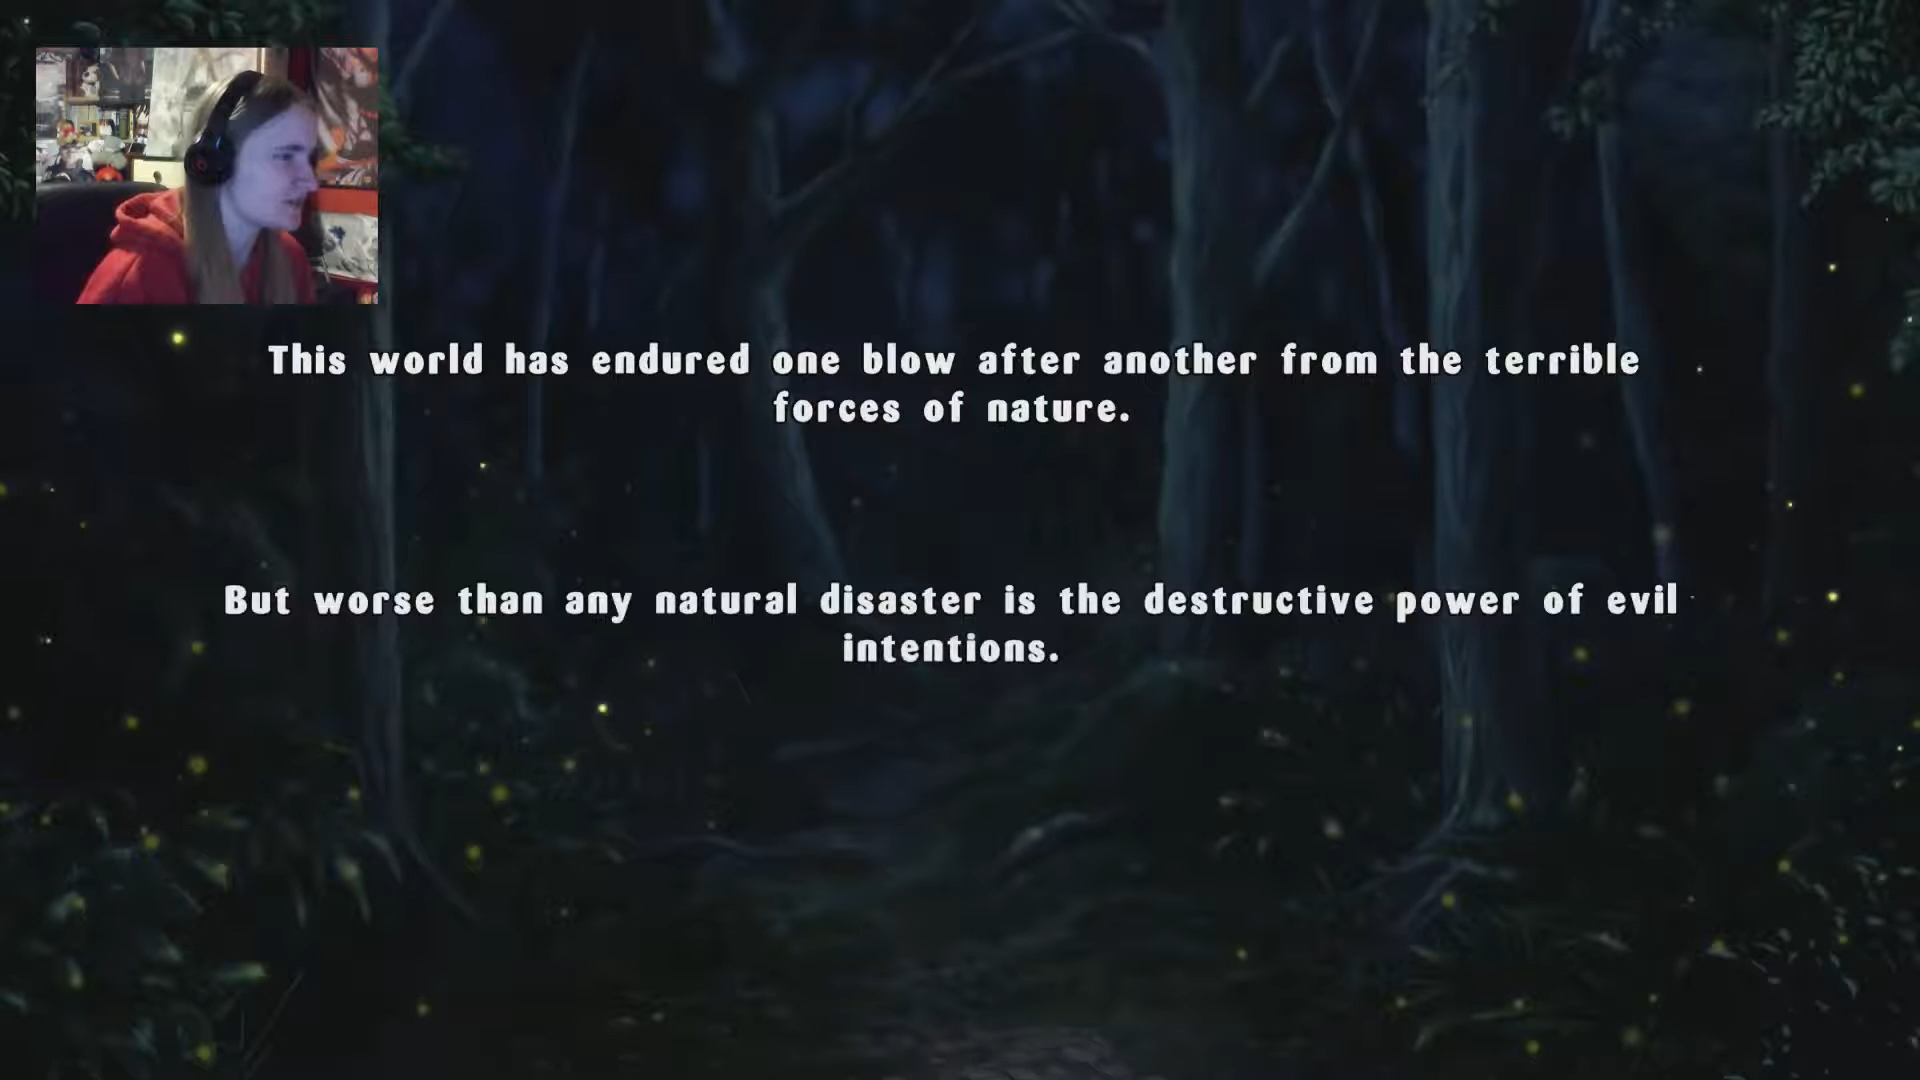 This world has endured one blow after another from the terrible
forces of nature.
But worse than any natural disaster is the destructive power of evil
intentions.